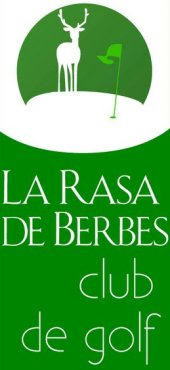 LA RASA
DE BERBES
club
de golf